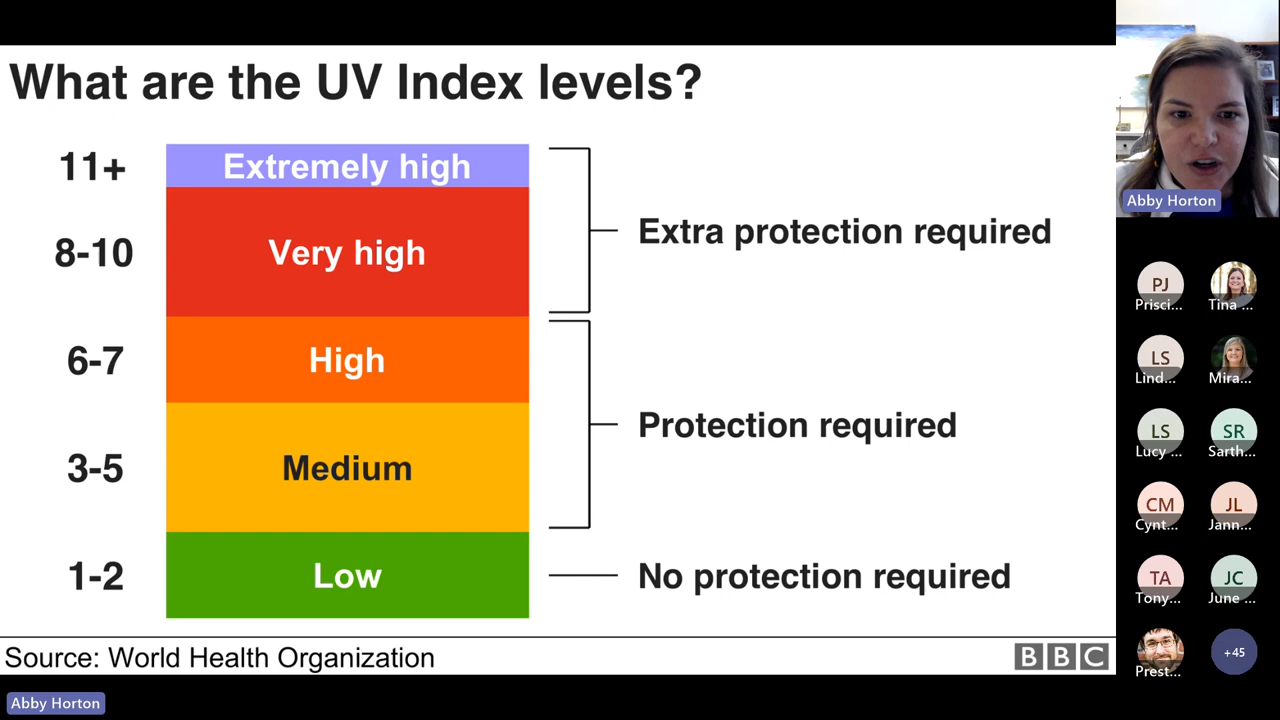 What are the UV Index levels?
11+ Extremely high
8-10 Very high
Extra protection required
6-7 High
3-5 Medium
Protection required
1-2 Low
No protection required
Source: World Health Organization
BBC
Abby Horton
Abby Horton
PJ
Prisci...
Tina ...
LS
Lind...
Mira...
LS
Lucy ...
SR
Sarth...
CM
Cynt...
JL
Jann...
TA
Tony...
JC
June ...
Prest...
+45